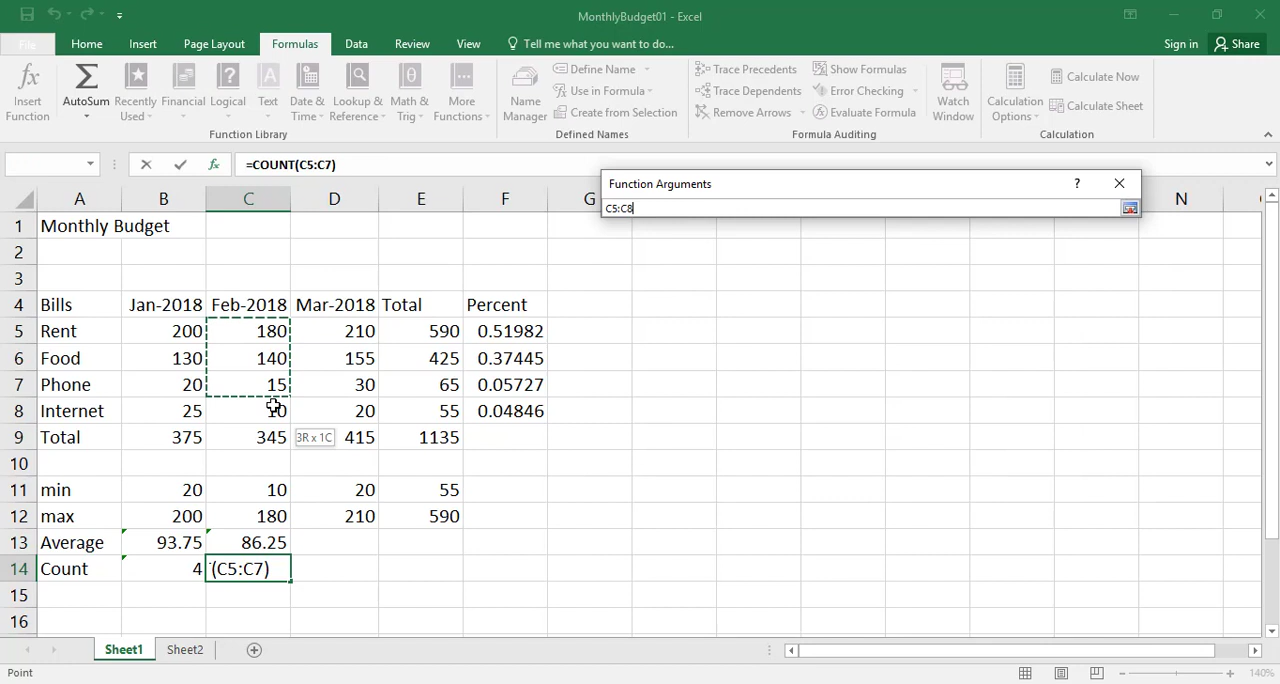 MonthlyBudget01 - Excel
File Home Insert Page Layout Formulas Data Review View Tell me what you want to do... Sign in Share
Insert Function
AutoSum
Recently Used
Financial
Logical
Text
Date & Time
Lookup & Reference
Math & Trig
More Functions
Function Library
Name Manager
Define Name
Use in Formula
Create from Selection
Defined Names
Trace Precedents
Trace Dependents
Remove Arrows
Show Formulas
Error Checking
Evaluate Formula
Formula Auditing
Watch Window
Calculation Options
Calculate Now
Calculate Sheet
Calculation
fx =COUNT(C5:C7)
Function Arguments ?
C5:C8
A B C D E F G N
1 Monthly Budget
2
3
4 Bills Jan-2018 Feb-2018 Mar-2018 Total Percent
5 Rent 200 180 210 590 0.51982
6 Food 130 140 155 425 0.37445
7 Phone 20 15 30 65 0.05727
8 Internet 25 10 20 55 0.04846
9 Total 375 345 3R x 1C 415 1135
10
11 min 20 10 20 55
12 max 200 180 210 590
13 Average 93.75 86.25
14 Count 4 (C5:C7)
15
16
Sheet1 Sheet2
Point 140%